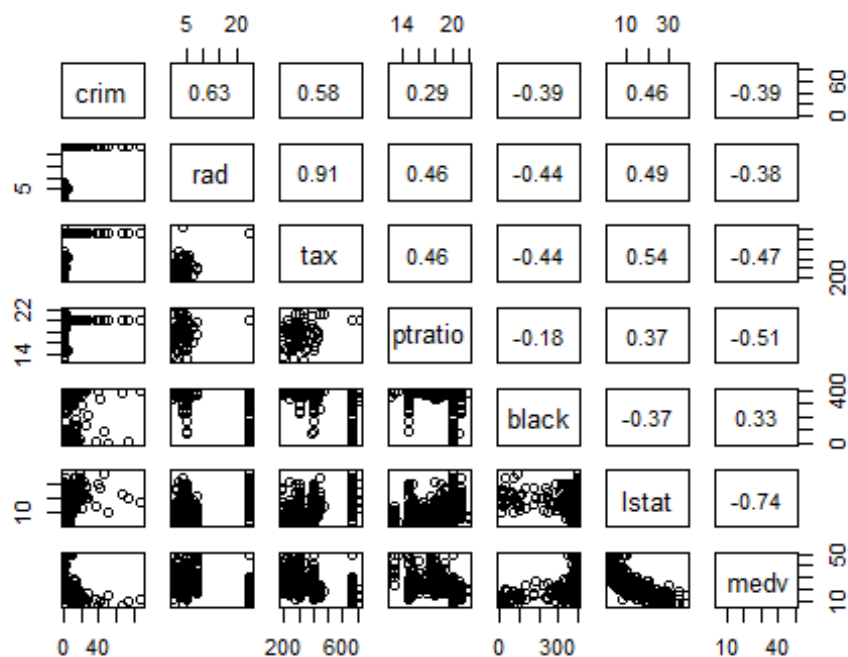 5 20 14 20 10 30
crim 0.63 0.58 0.29 -0.39 0.46 -0.39 0 60
5 rad 0.91 0.46 -0.44 0.49 -0.38
tax 0.46 -0.44 0.54 -0.47 200
14 22 ptratio -0.18 0.37 -0.51
black -0.37 0.33 0 400
10 lstat -0.74
medv 10 50
0 40 200 600 0 300 10 40